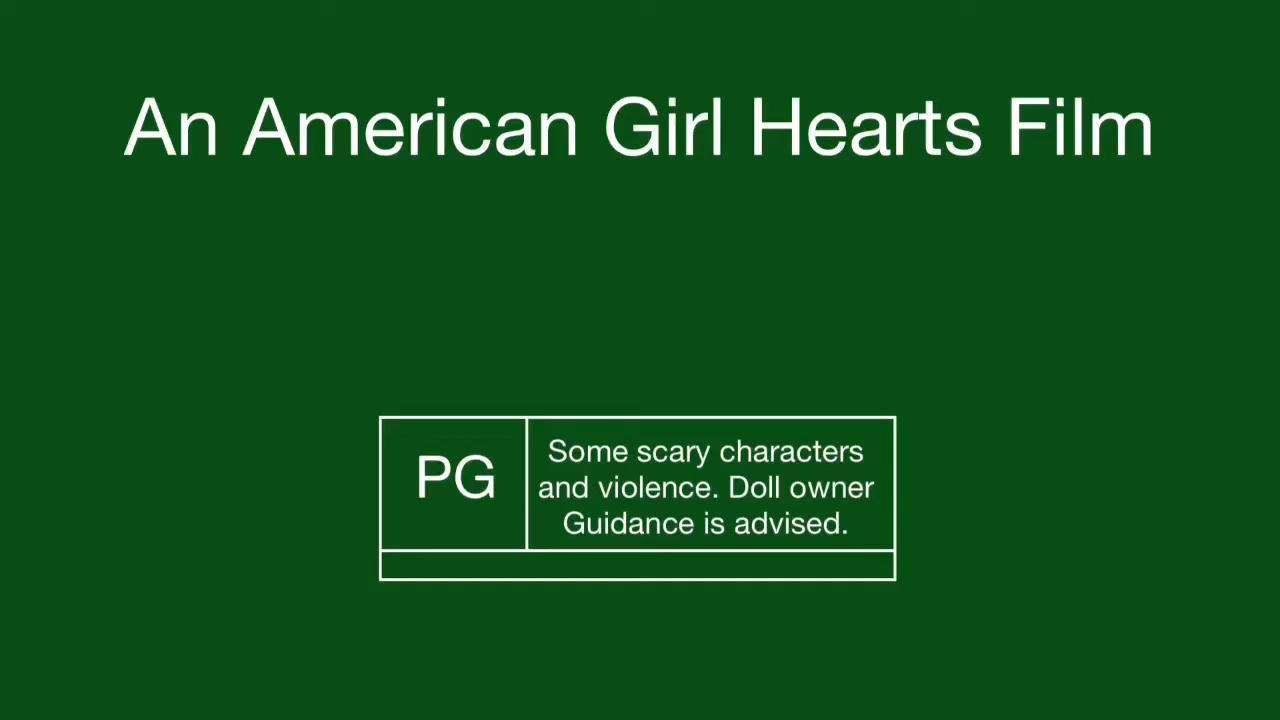 An American Girl Hearts Film
PG
Some scary characters
and violence. Doll owner
Guidance is advised.